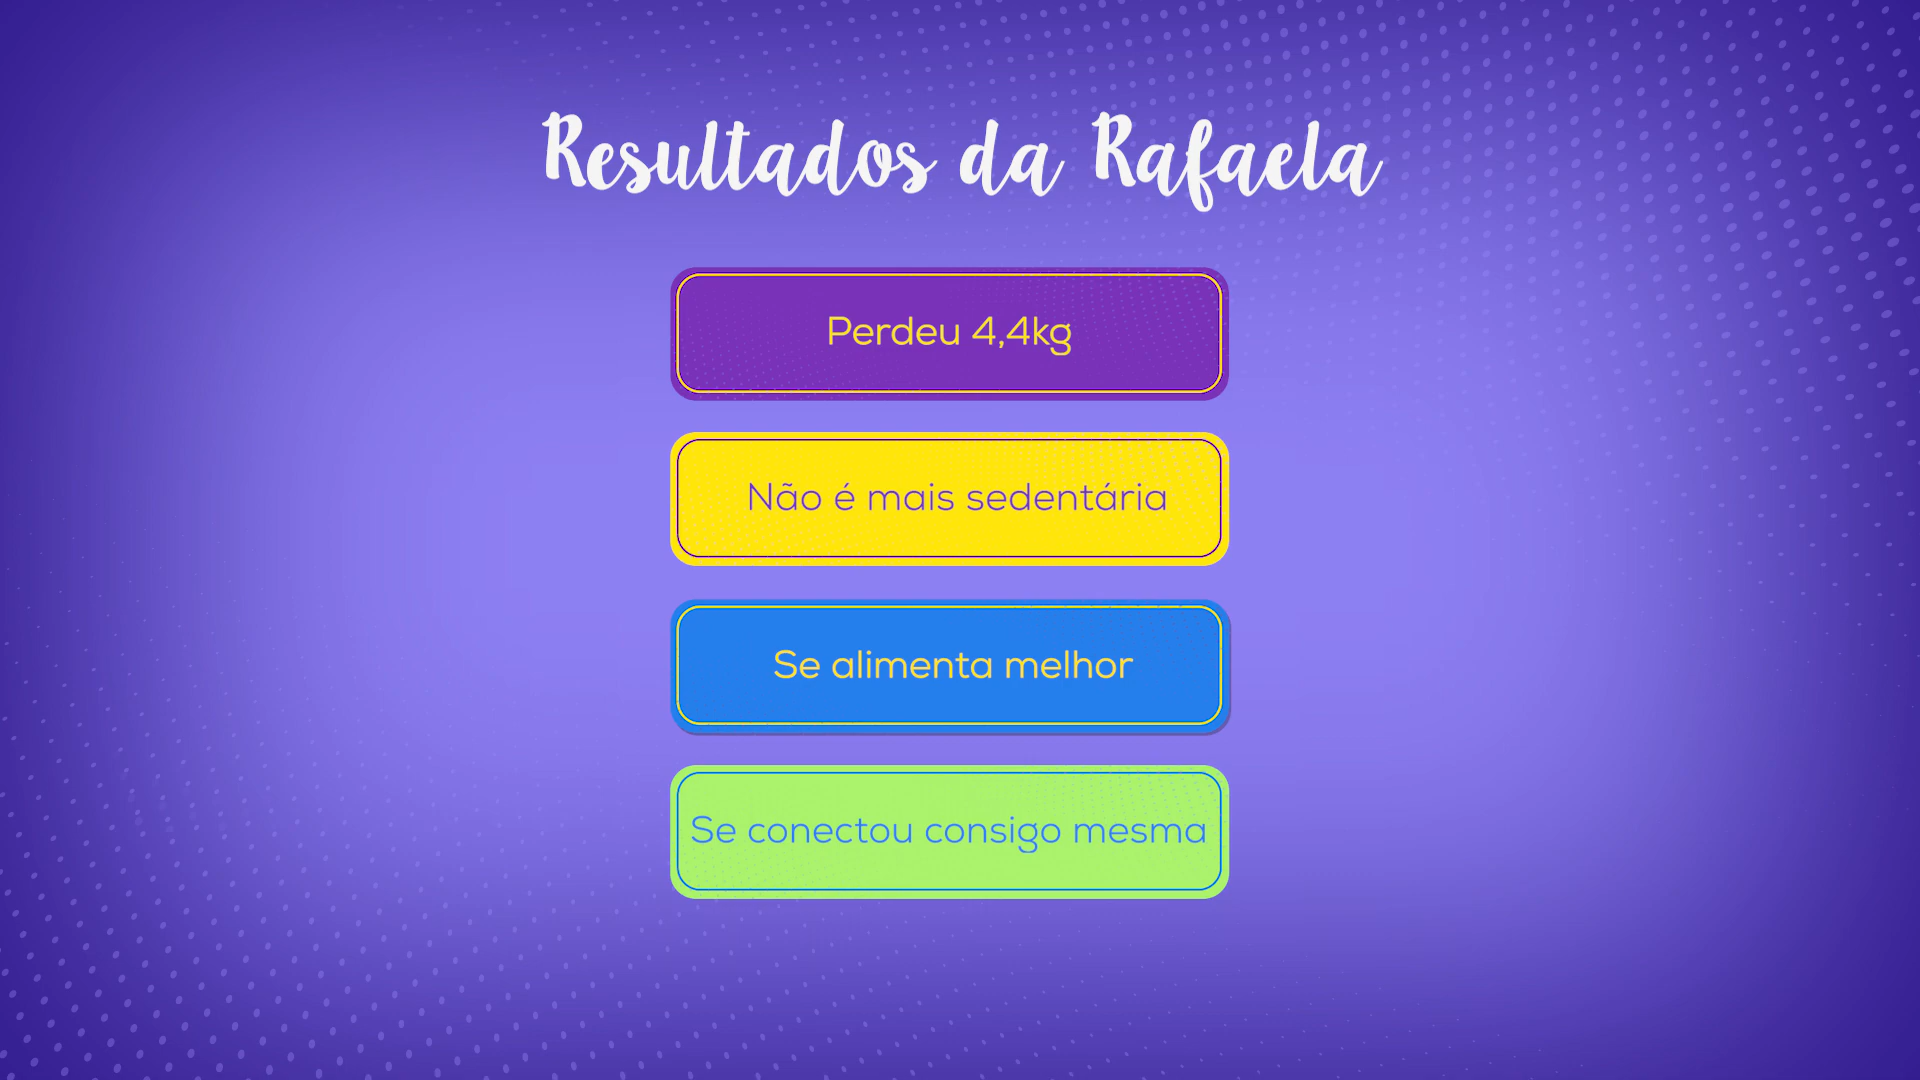 Resultados da Rafaela
Perdeu 4,4kg
Não é mais sedentária
Se alimenta melhor
Se conectou consigo mesma